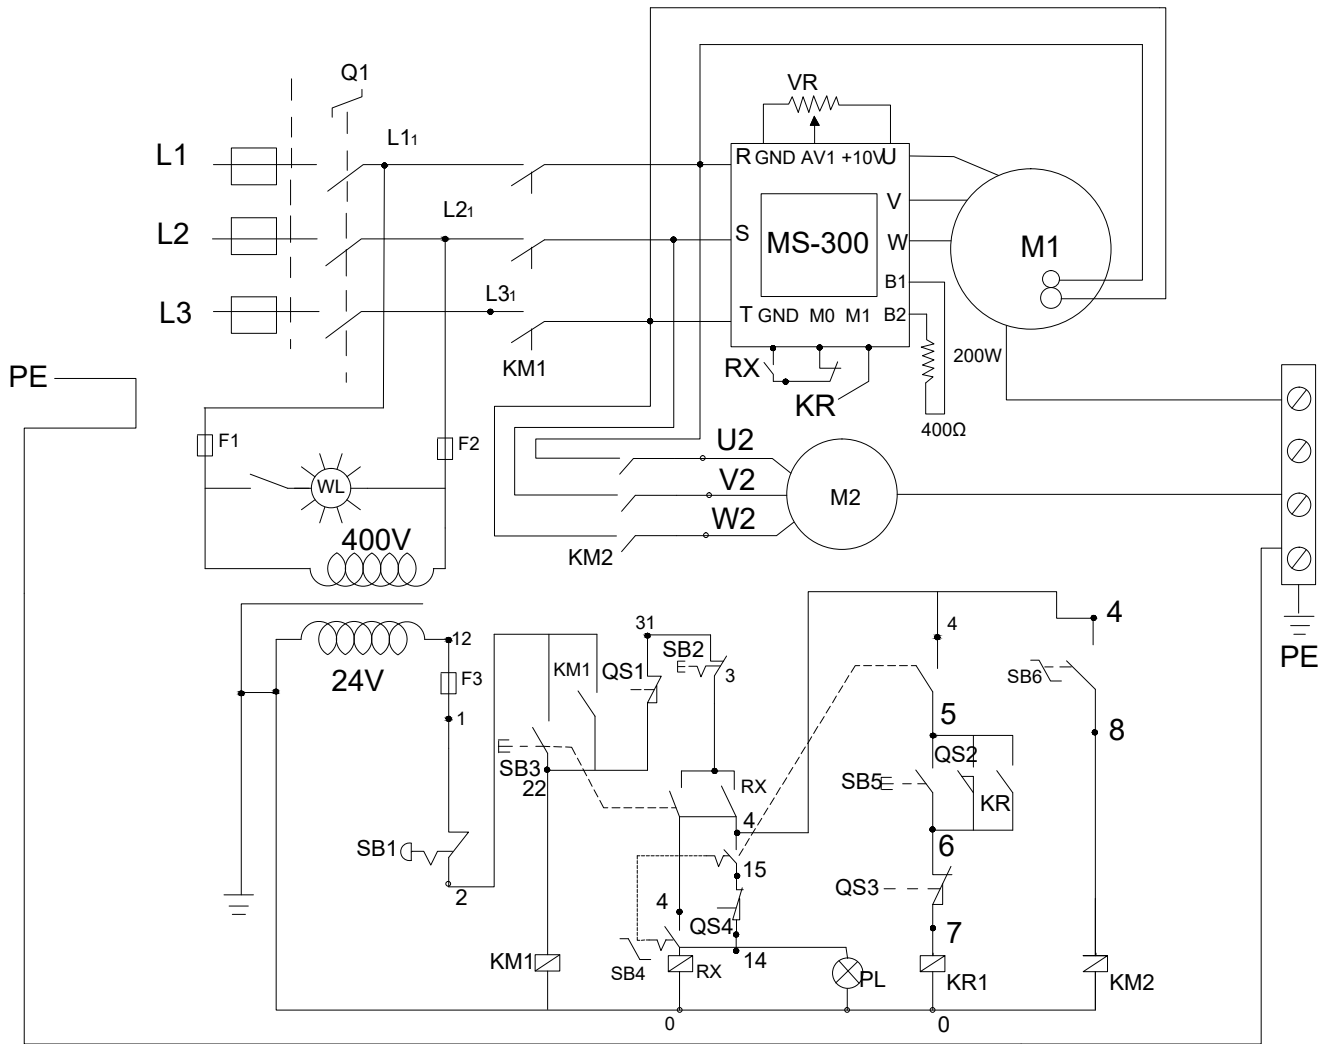 Q1
VR
L1₁
L1
R GND AV1 +10V U
L2₁
V
L2
S MS-300 W M1
L3₁
B1
L3
T GND M0 M1 B2
KM1
RX
200W
PE
KR
400Ω
F1
F2
U2
WL
V2
M2
W2
400V
KM2
31
4
4
12
SB2
KM1
QS1
PE
24V
F3
3
SB6
1
5
8
QS2
SB3
SB5
KR
22
RX
4
6
SB1
15
QS3
2
4
QS4
7
KM1
SB4
RX
14
PL
KR1
KM2
0
0